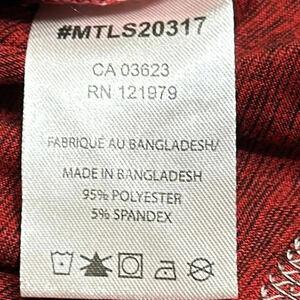 #MTLS20317
CA 03623
RN 121979
FABRIQUÉ AU BANGLADESH/
MADE IN BANGLADESH
95% POLYESTER
5% SPANDEX